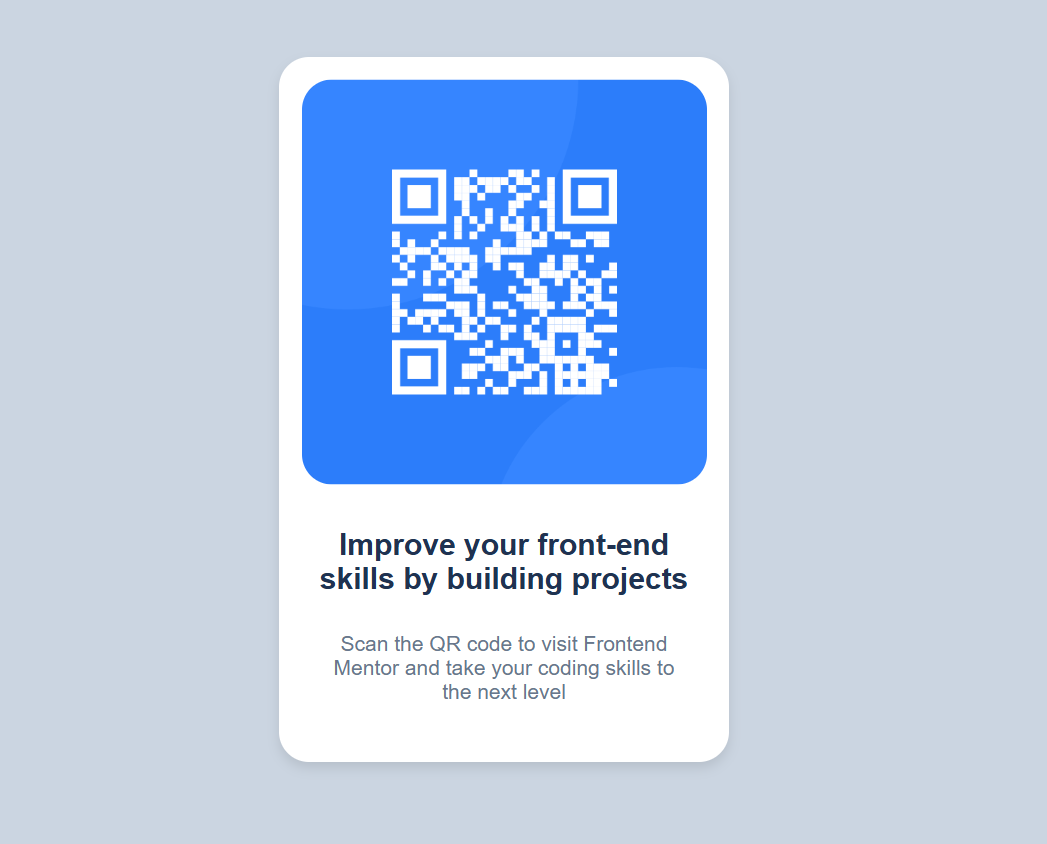 Improve your front-end
skills by building projects
Scan the QR code to visit Frontend
Mentor and take your coding skills to
the next level